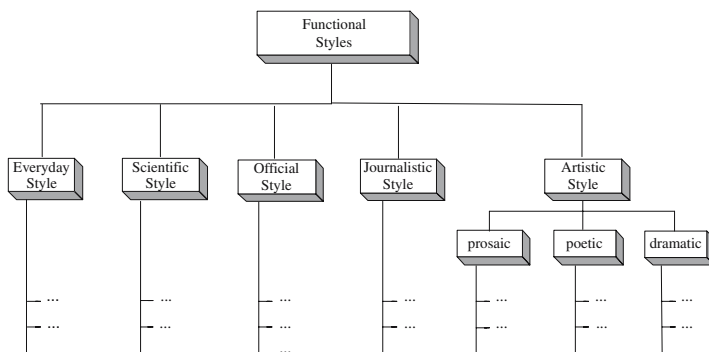 Functional
Styles
Everyday
Style
Scientific
Style
Official
Style
Journalistic
Style
Artistic
Style
prosaic
poetic
dramatic
... ... ... ... ... ... ...
... ... ... ... ... ... ...
...